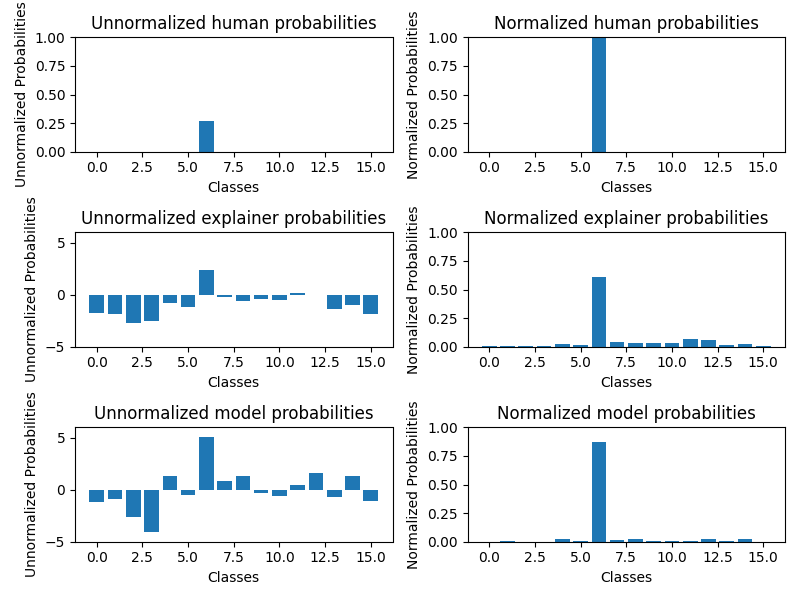 Unnormalized human probabilities
Unnormalized Probabilities
1.00
0.75
0.50
0.25
0.00
0.0 2.5 5.0 7.5 10.0 12.5 15.0
Classes
Normalized human probabilities
Normalized Probabilities
1.00
0.75
0.50
0.25
0.00
0.0 2.5 5.0 7.5 10.0 12.5 15.0
Classes
Unnormalized explainer probabilities
Unnormalized Probabilities
5
0
−5
0.0 2.5 5.0 7.5 10.0 12.5 15.0
Classes
Normalized explainer probabilities
Normalized Probabilities
1.00
0.75
0.50
0.25
0.00
0.0 2.5 5.0 7.5 10.0 12.5 15.0
Classes
Unnormalized model probabilities
Unnormalized Probabilities
5
0
−5
0.0 2.5 5.0 7.5 10.0 12.5 15.0
Classes
Normalized model probabilities
Normalized Probabilities
1.00
0.75
0.50
0.25
0.00
0.0 2.5 5.0 7.5 10.0 12.5 15.0
Classes